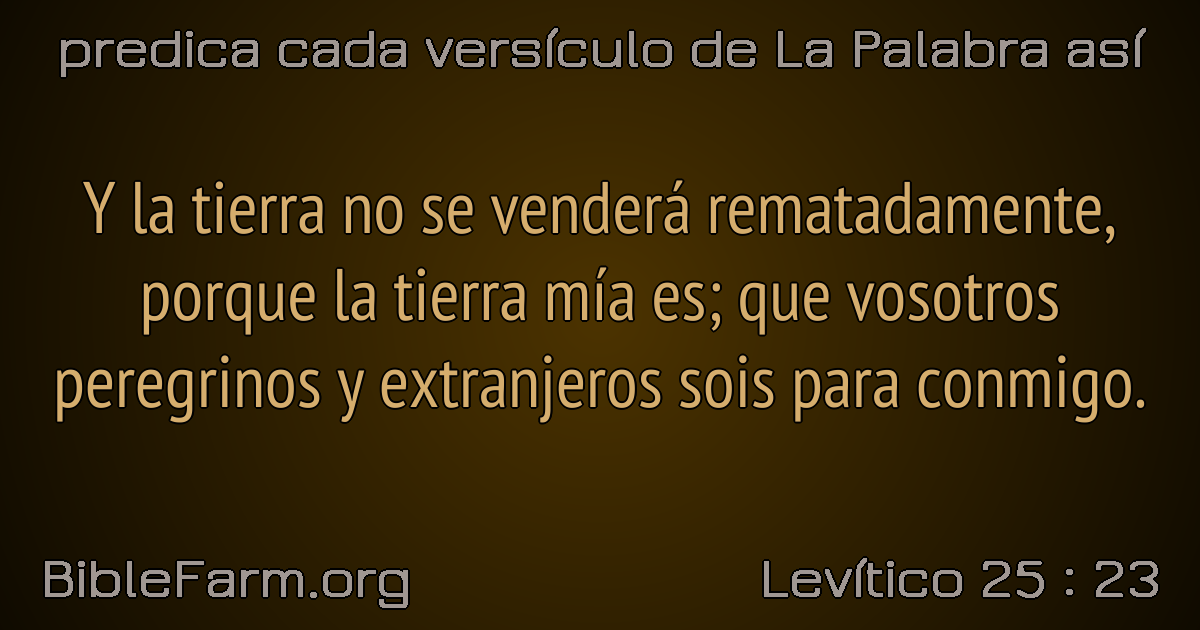 predica cada versículo de La Palabra así
Y la tierra no se venderá rematadamente,
porque la tierra mía es; que vosotros
peregrinos y extranjeros sois para conmigo.
BibleFarm.org
Levítico 25 : 23